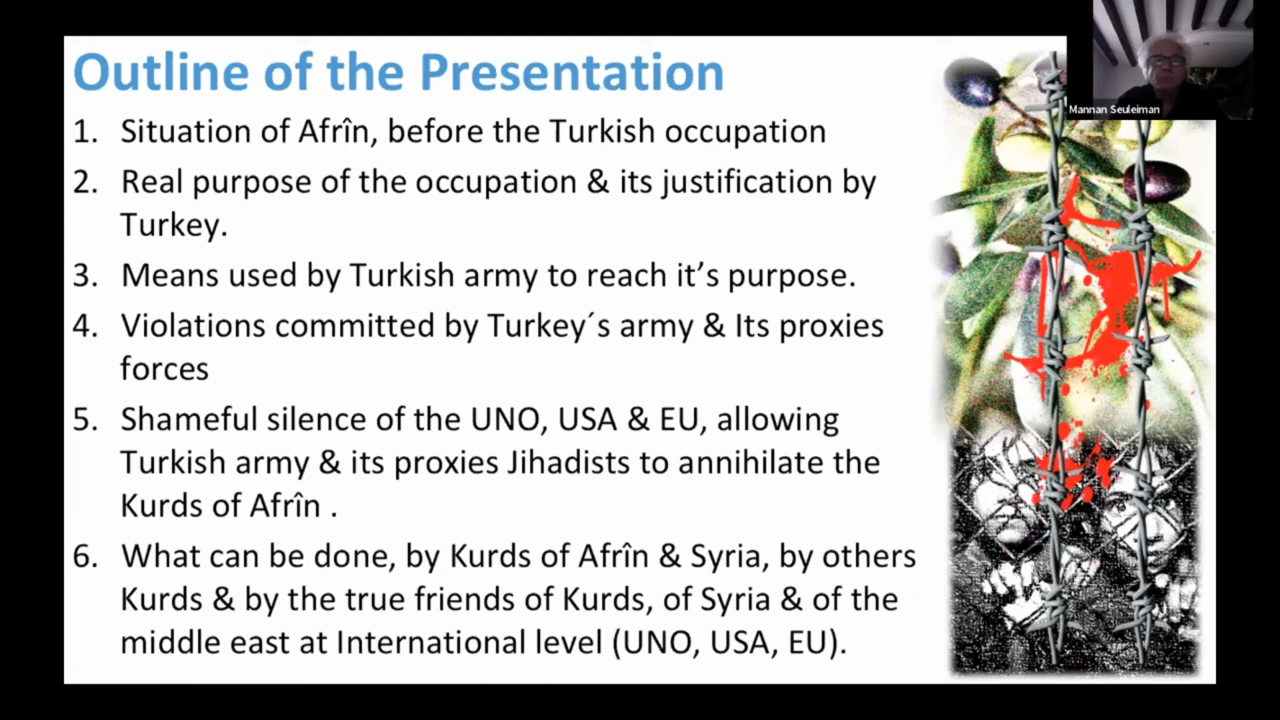 Outline of the Presentation
1. Situation of Afrîn, before the Turkish occupation
2. Real purpose of the occupation & its justification by
Turkey.
3. Means used by Turkish army to reach it’s purpose.
4. Violations committed by Turkey´s army & Its proxies
forces
5. Shameful silence of the UNO, USA & EU, allowing
Turkish army & its proxies Jihadists to annihilate the
Kurds of Afrîn .
6. What can be done, by Kurds of Afrîn & Syria, by others
Kurds & by the true friends of Kurds, of Syria & of the
middle east at International level (UNO, USA, EU).
Mannan Seuleiman